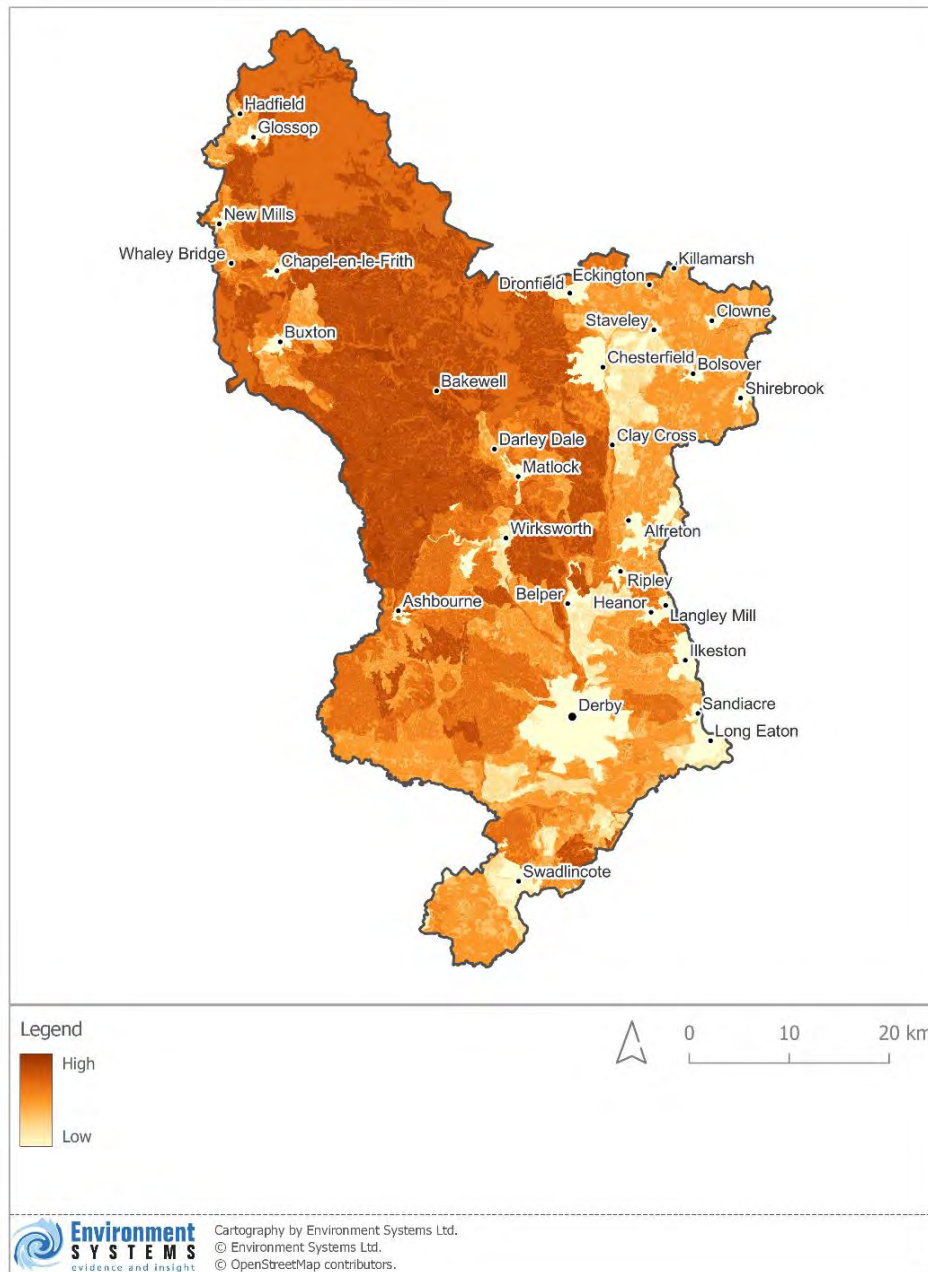 Hadfield
Glossop
New Mills
Whaley Bridge
Chapel-en-le-Frith
Killamarsh
Eckington
Dronfield
Clowne
Staveley
Buxton
Chesterfield
Bolsover
Shirebrook
Bakewell
Clay Cross
Darley Dale
Matlock
Wirksworth
Alfreton
Ripley
Ashbourne
Belper
Heanor
Langley Mill
Ilkeston
Derby
Sandiacre
Long Eaton
Swadlincote
Legend
High
Low
0 10 20 km
Environment
SYSTEMS
evidence and insight
Cartography by Environment Systems Ltd.
© Environment Systems Ltd.
© OpenStreetMap contributors.